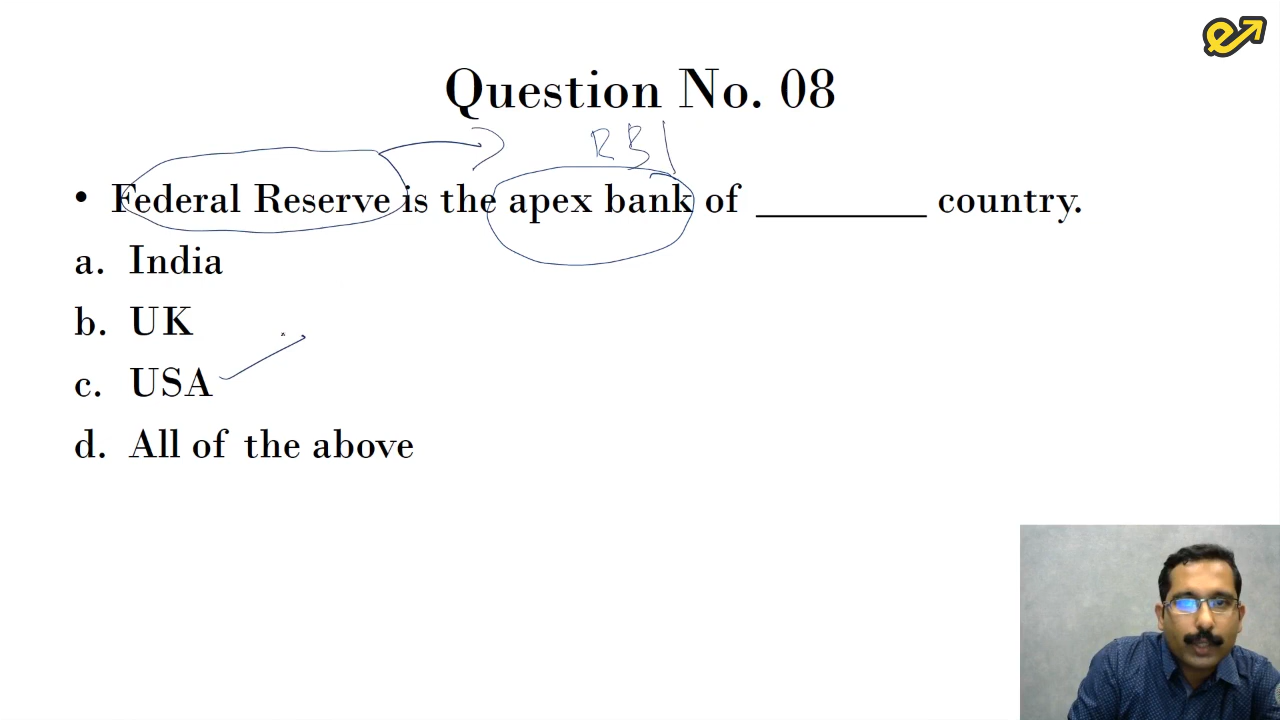 Question No. 08
RBI
• Federal Reserve is the apex bank of ________ country.
a. India
b. UK
c. USA
d. All of the above